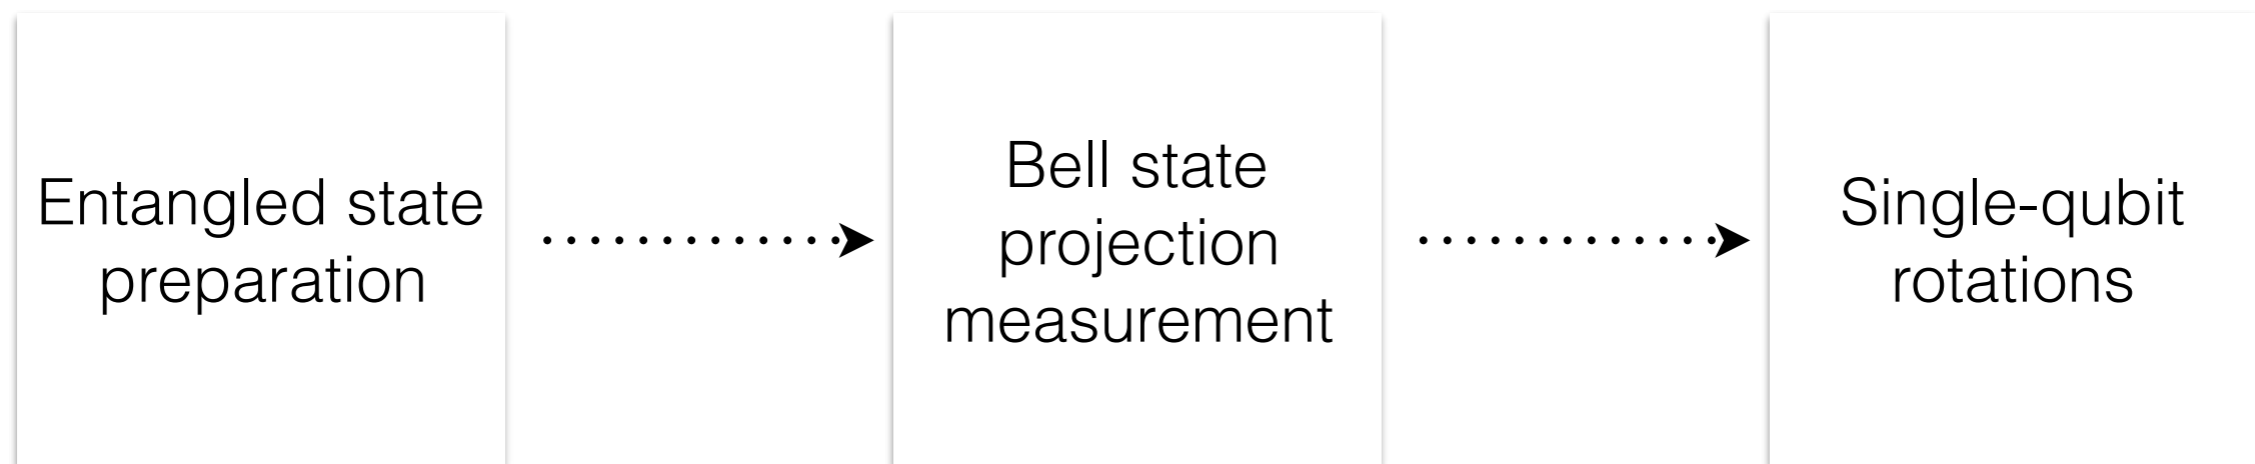 Entangled state
preparation
Bell state
projection
measurement
Single-qubit
rotations